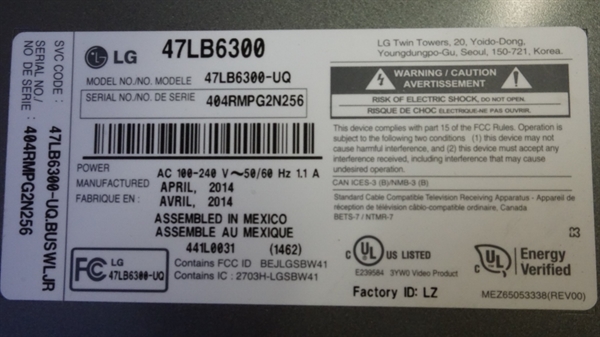 SVC CODE : 47LB6300-UQ.BUSWLJR
SERIAL NO./
NO DE SERIE : 404RMPG2N256
LG
47LB6300
MODEL NO./NO. MODELE 47LB6300-UQ
SERIAL NO./NO. DE SERIE 404RMPG2N256
POWER AC 100-240 V~50/60 Hz 1.1 A
MANUFACTURED APRIL, 2014
FABRIQUE EN : AVRIL, 2014
ASSEMBLED IN MEXICO
ASSEMBLE AU MEXIQUE
441L0031 (1462)
FC LG
47LB6300-UQ
Contains FCC ID BEJLGSBW41
Contains IC : 2703H-LGSBW41
LG Twin Towers, 20, Yoido-Dong,
Youngdungpo-Gu, Seoul, 150-721, Korea.
WARNING / CAUTION
AVERTISSEMENT
RISK OF ELECTRIC SHOCK, DO NOT OPEN.
RISQUE DE CHOC ELECTRIQUE-NE PAS OUVRIR
This device complies with part 15 of the FCC Rules. Operation is
subject to the following two conditions (1) this device may not
cause harmful interference, and (2) this device must accept
any interference received, including interference that may cause
undesired operation.
CAN ICES-3 (B)/NMB-3 (B)
Standard Cable Compatible Television Receiving Apparatus - Appareil de
réception de télévision câblo-compatible ordinaire, Canada
BETS-7 / NTMR-7
c UL US LISTED
E239584 3YW0 Video Product
UL Energy
Verified
Factory ID: LZ
MEZ65053338(REV00)